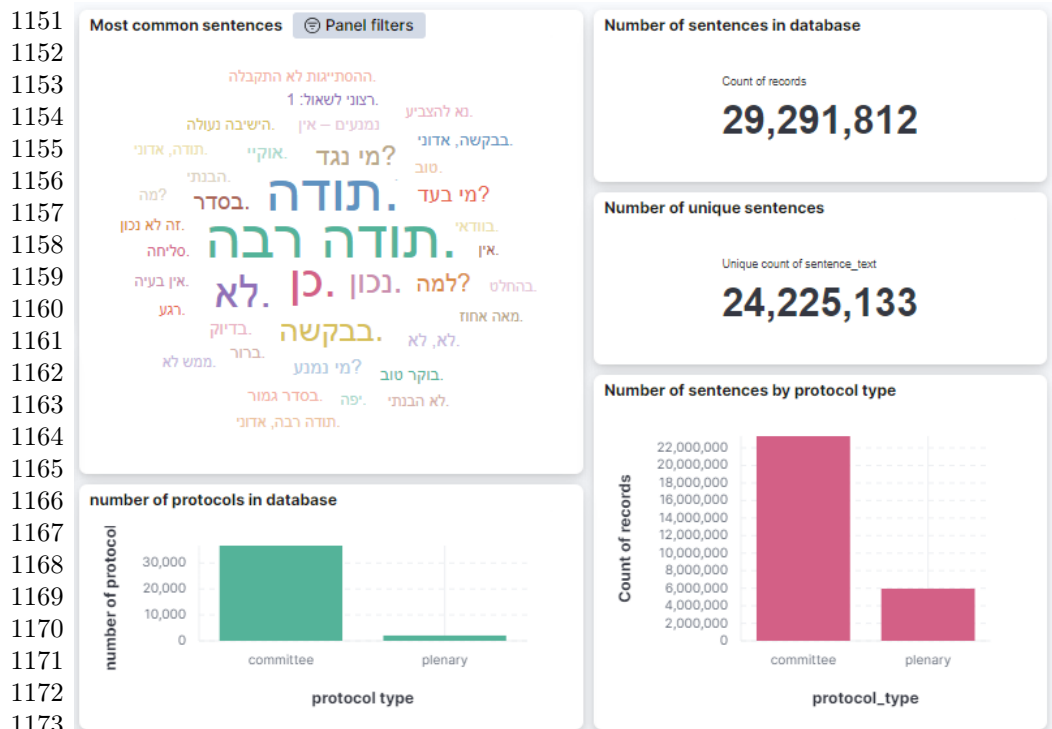 1151
1152
1153
1154
1155
1156
1157
1158
1159
1160
1161
1162
1163
1164
1165
1166
1167
1168
1169
1170
1171
1172
1173
Most common sentences Panel filters
ההסתייגות לא התקבלה.
רצוני לשאול: 1.
נא להצביע.
נמנעים – אין
הישיבה נעולה.
בבקשה, אדוני.
תודה, אדוני.
אוקיי.
מי נגד?
טוב.
הבנתי.
מה?
בסדר.
תודה.
מי בעד?
זה לא נכון.
תודה רבה.
בוודאי.
סליחה.
אין.
אין בעיה.
לא.
כן.
נכון.
למה?
בהחלט.
רגע.
מאה אחוז.
בדיוק.
בבקשה.
לא, לא.
ברור.
ממש לא.
מי נמנע?
בוקר טוב.
בסדר גמור.
יפה.
לא הבנתי.
תודה רבה, אדוני.
Number of sentences in database
Count of records
29,291,812
Number of unique sentences
Unique count of sentence_text
24,225,133
number of protocols in database
number of protocol
30,000
20,000
10,000
0
committee plenary
protocol type
Number of sentences by protocol type
Count of records
22,000,000
20,000,000
18,000,000
16,000,000
14,000,000
12,000,000
10,000,000
8,000,000
6,000,000
4,000,000
2,000,000
0
committee plenary
protocol_type